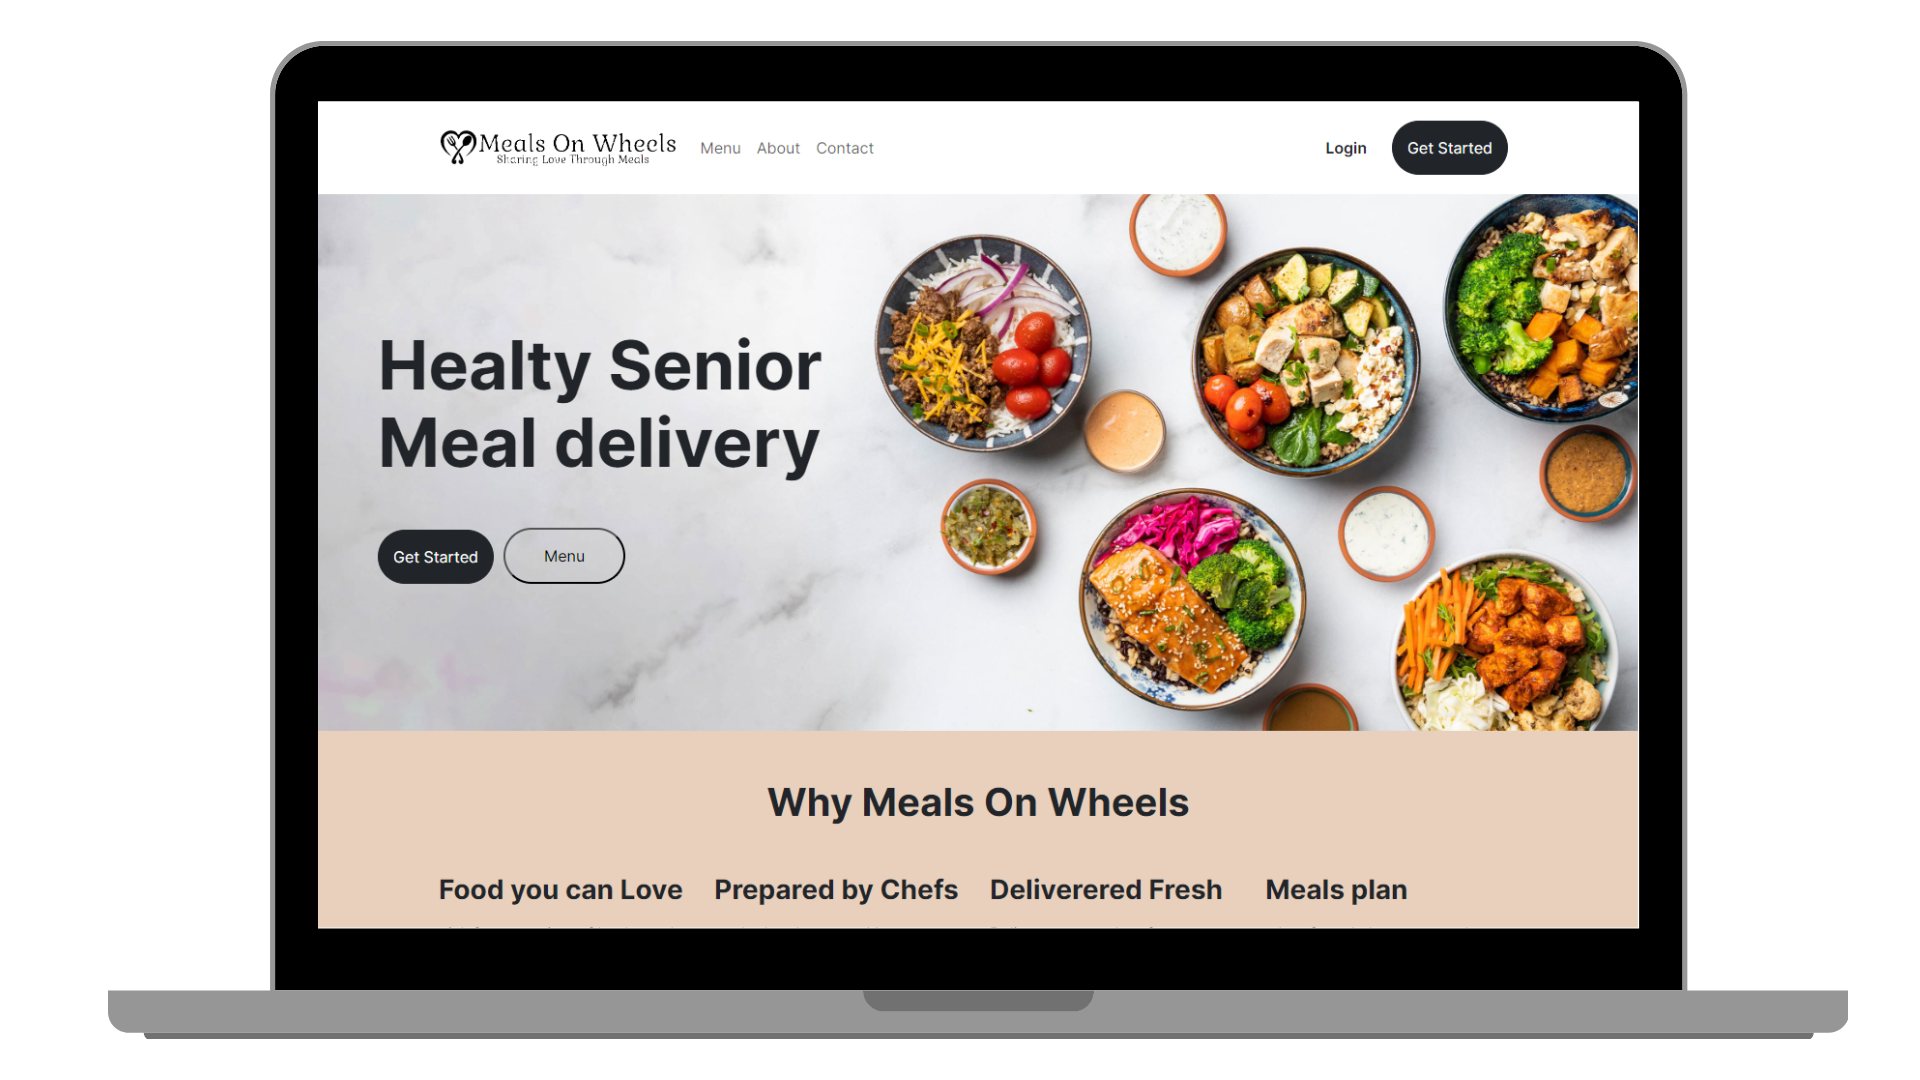 Meals On Wheels
Sharing Love Through Meals
Menu About Contact
Login
Get Started
Healty Senior
Meal delivery
Get Started
Menu
Why Meals On Wheels
Food you can Love
Prepared by Chefs
Deliverered Fresh
Meals plan